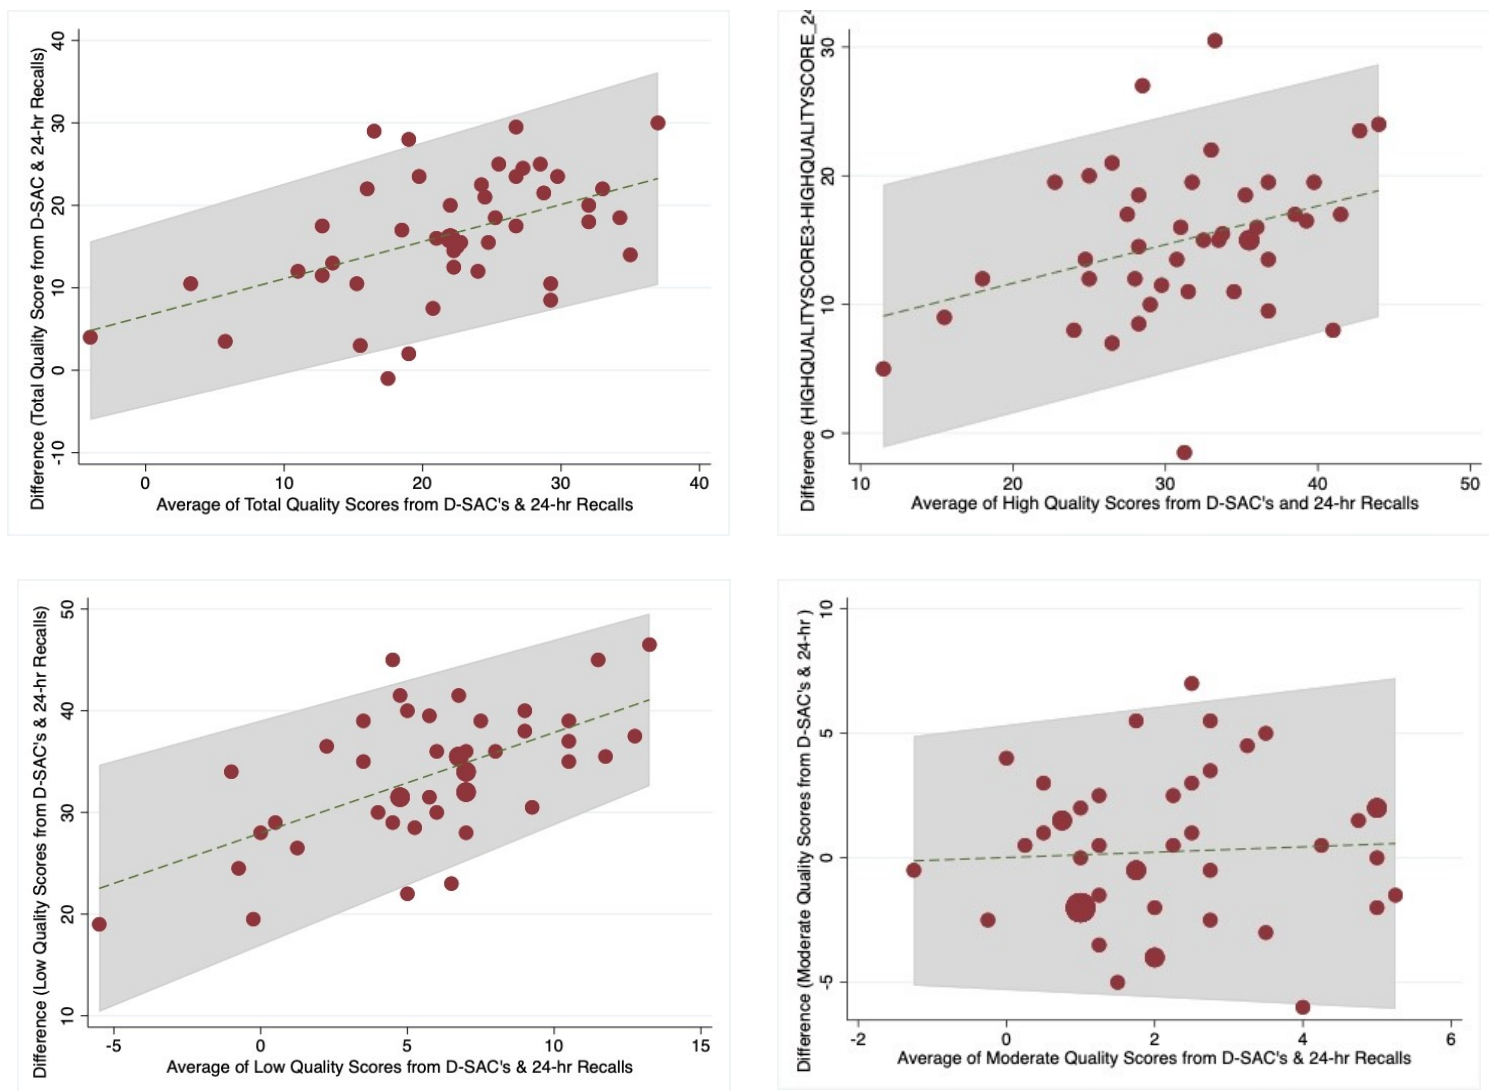 Difference (Total Quality Score from D-SAC & 24-hr Recalls)
40
30
20
10
0
-10
0 10 20 30 40
Average of Total Quality Scores from D-SAC's & 24-hr Recalls
Difference (HIGHQUALITYSCORE3-HIGHQUALITYSCORE_24
30
20
10
0
10 20 30 40 50
Average of High Quality Scores from D-SAC's and 24-hr Recalls
Difference (Low Quality Scores from D-SAC's & 24-hr Recalls)
50
40
30
20
10
-5 0 5 10 15
Average of Low Quality Scores from D-SAC's & 24-hr Recalls
Difference (Moderate Quality Scores from D-SAC's & 24-hr )
10
5
0
-5
-2 0 2 4 6
Average of Moderate Quality Scores from D-SAC's & 24-hr Recalls